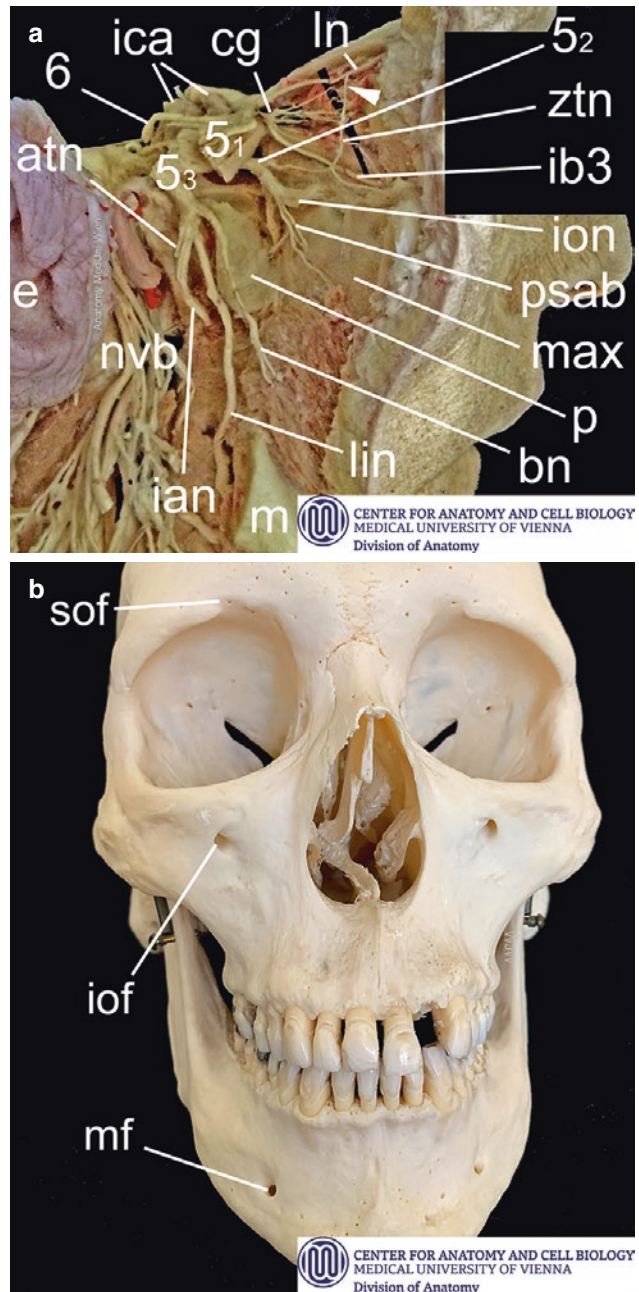 a
ica
cg
ln
5₂
6
5₁
ztn
atn
5₃
ib3
ion
e
psab
nvb
max
p
lin
bn
ian
m
CENTER FOR ANATOMY AND CELL BIOLOGY
MEDICAL UNIVERSITY OF VIENNA
Division of Anatomy
b
sof
iof
mf
CENTER FOR ANATOMY AND CELL BIOLOGY
MEDICAL UNIVERSITY OF VIENNA
Division of Anatomy